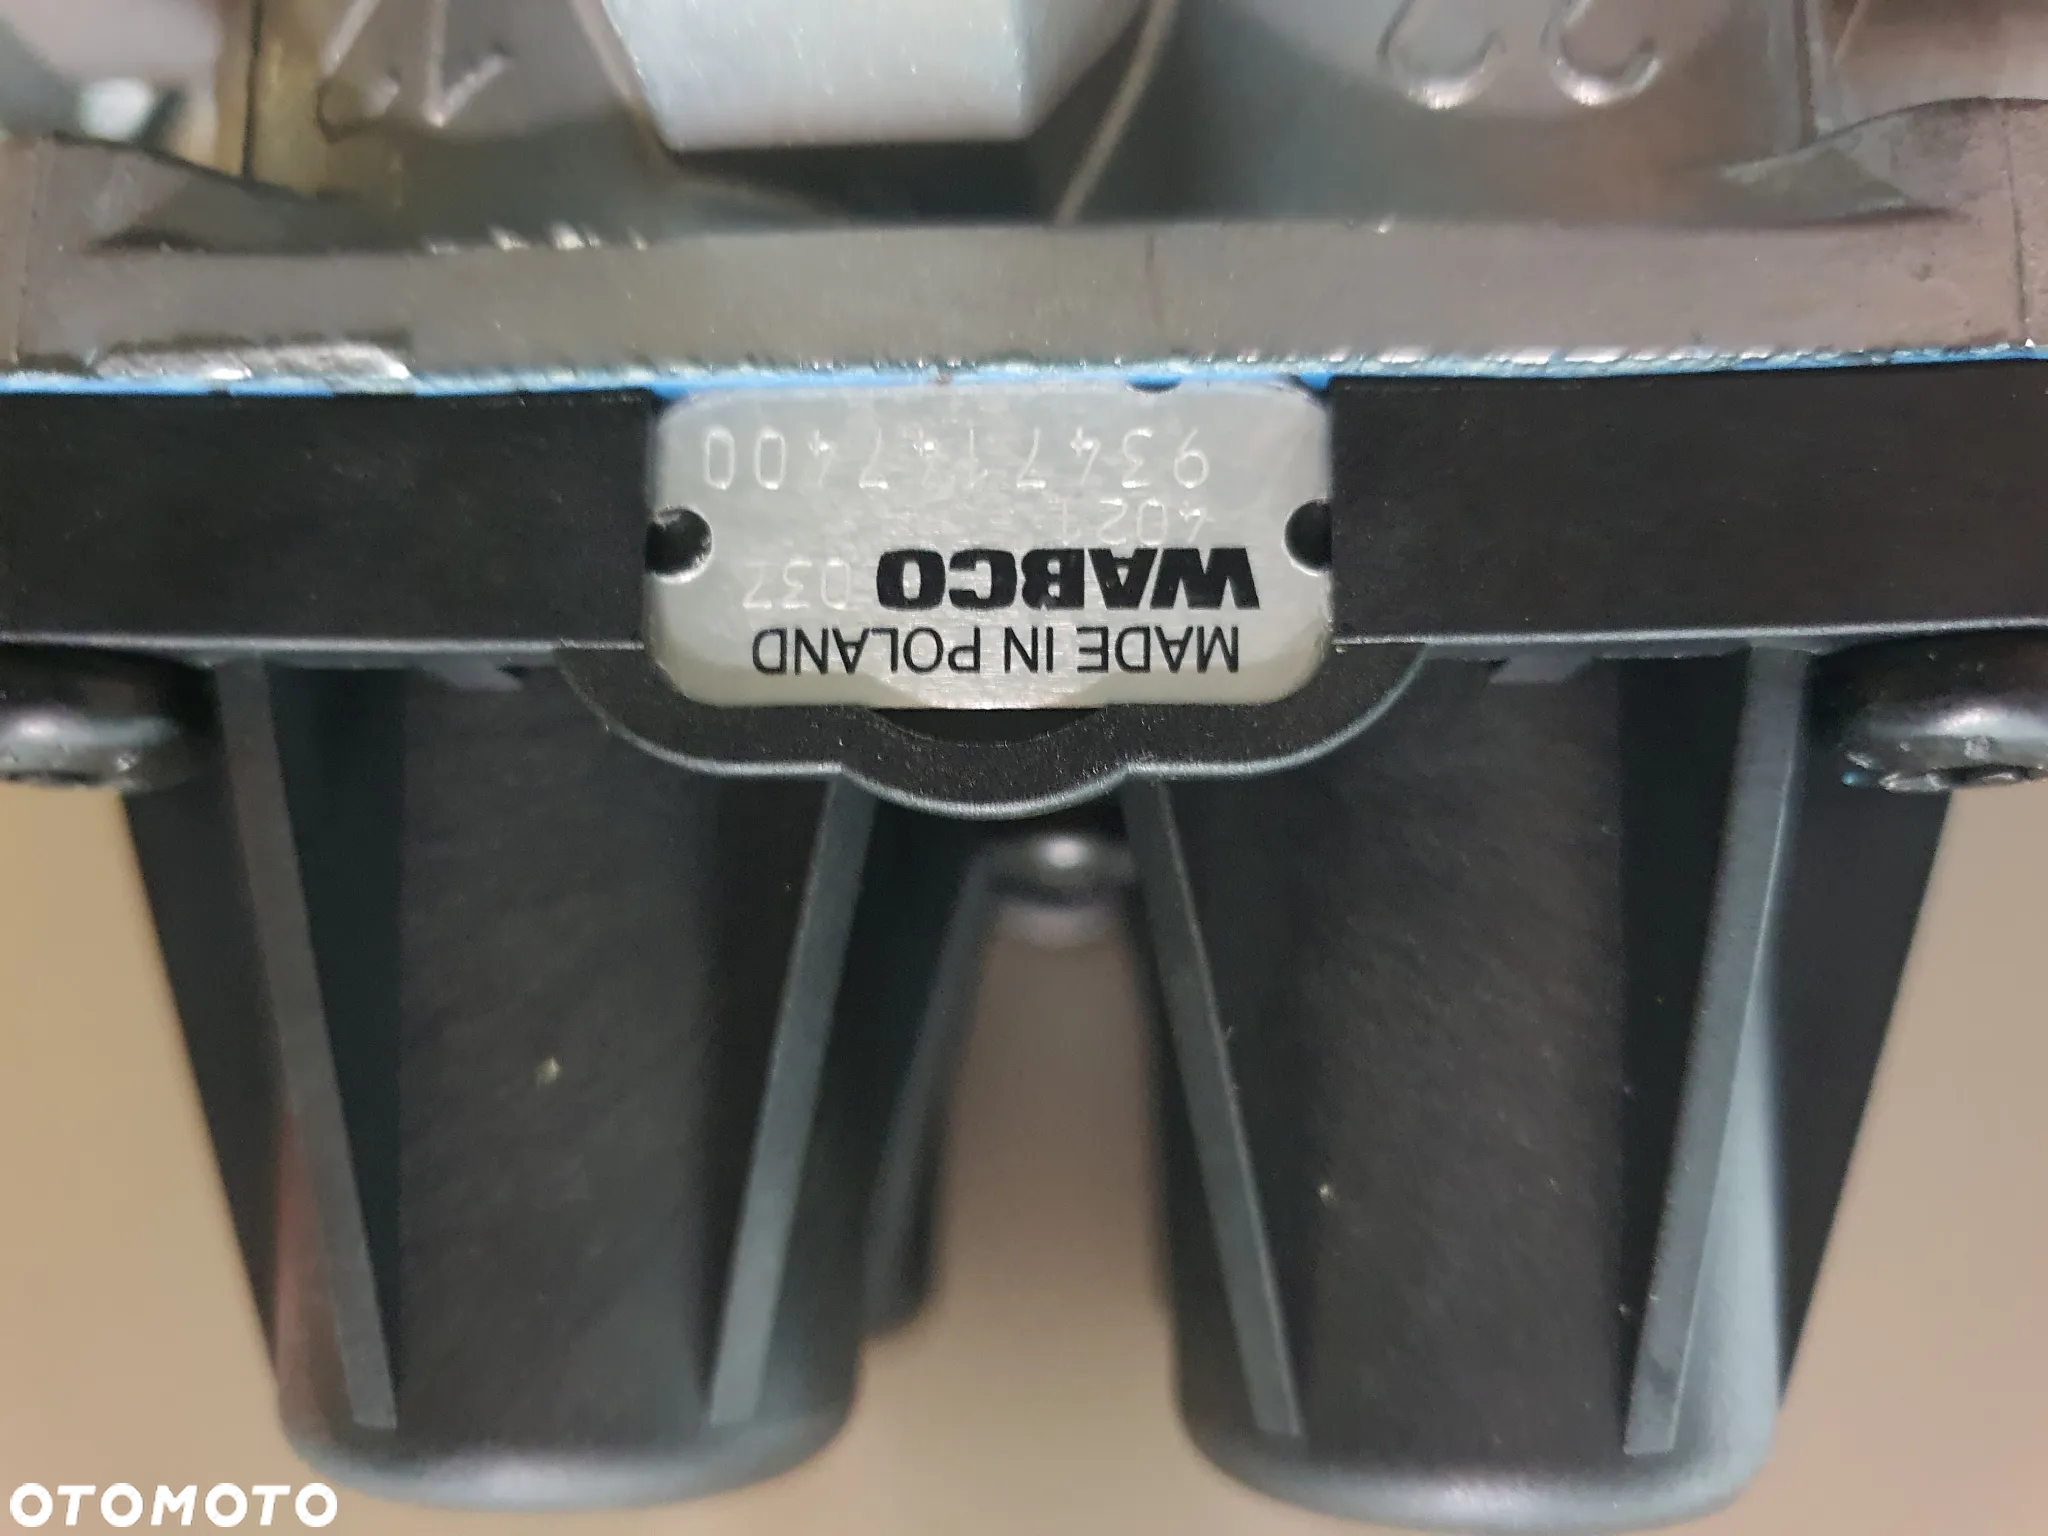 MADE IN POLAND
WABCO 032
4021
9347147400
OTOMOTO